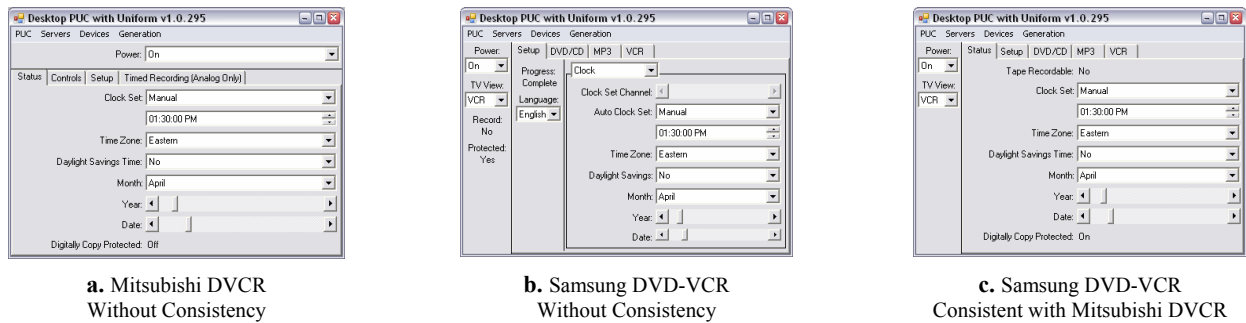 Desktop PUC with Uniform v1.0.295
PUC Servers Devices Generation
Power: On
Status Controls Setup Timed Recording (Analog Only)
Clock Set: Manual
01:30:00 PM
Time Zone: Eastern
Daylight Savings Time: No
Month: April
Year:
Date:
Digitally Copy Protected: Off
a. Mitsubishi DVCR
Without Consistency
Desktop PUC with Uniform v1.0.295
PUC Servers Devices Generation
Power:
On
TV View:
VCR
Record:
No
Protected:
Yes
Setup DVD/CD MP3 VCR
Progress:
Complete
Language:
English
Clock
Clock Set Channel:
Auto Clock Set: Manual
01:30:00 PM
Time Zone: Eastern
Daylight Savings: No
Month: April
Year:
Date:
b. Samsung DVD-VCR
Without Consistency
Desktop PUC with Uniform v1.0.295
PUC Servers Devices Generation
Power:
On
TV View:
VCR
Status Setup DVD/CD MP3 VCR
Tape Recordable: No
Clock Set: Manual
01:30:00 PM
Time Zone: Eastern
Daylight Savings Time: No
Month: April
Year:
Date:
Digitally Copy Protected: On
c. Samsung DVD-VCR
Consistent with Mitsubishi DVCR